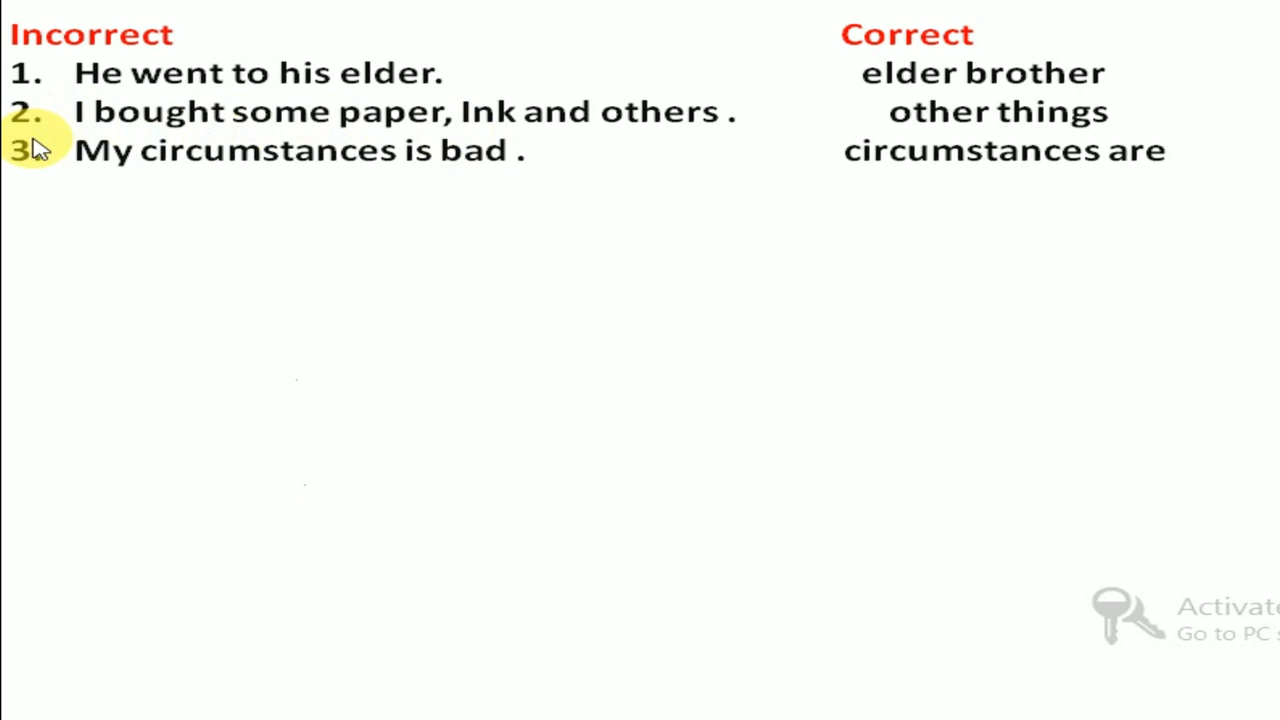 Incorrect Correct
1. He went to his elder. elder brother
2. I bought some paper, Ink and others . other things
3. My circumstances is bad . circumstances are
Activate
Go to PC s